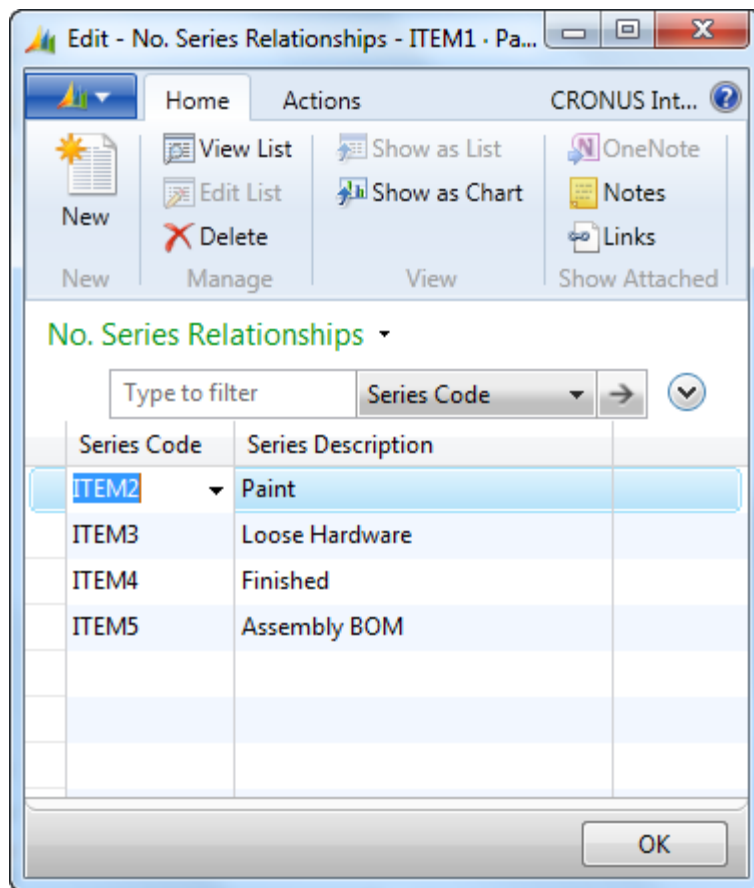 Edit - No. Series Relationships - ITEM1 · Pa...
Home Actions CRONUS Int...
New
View List
Edit List
Delete
Show as List
Show as Chart
OneNote
Notes
Links
New Manage View Show Attached
No. Series Relationships
Type to filter Series Code
Series Code Series Description
ITEM2 Paint
ITEM3 Loose Hardware
ITEM4 Finished
ITEM5 Assembly BOM
OK